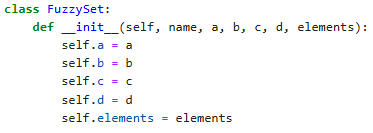 class FuzzySet:
    def __init__(self, name, a, b, c, d, elements):
        self.a = a
        self.b = b
        self.c = c
        self.d = d
        self.elements = elements